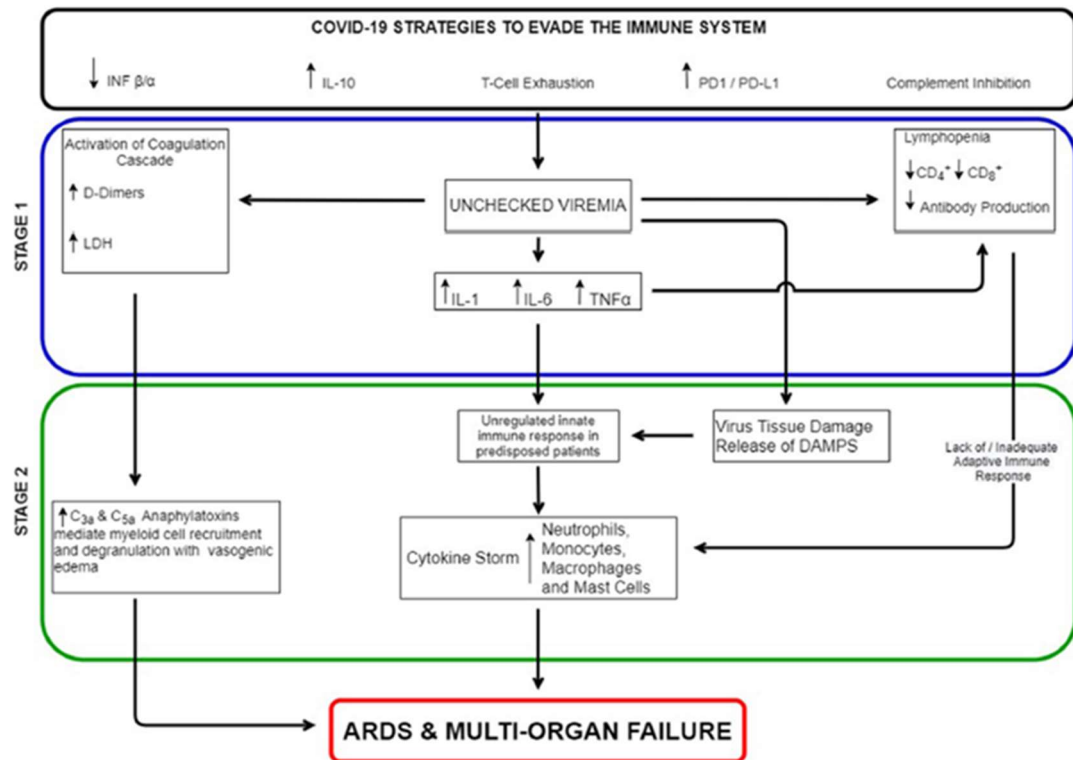 COVID-19 STRATEGIES TO EVADE THE IMMUNE SYSTEM
↓ INF β/α
↑ IL-10
T-Cell Exhaustion
↑ PD1 / PD-L1
Complement Inhibition
STAGE 1
Activation of Coagulation
Cascade
↑ D-Dimers
↑ LDH
UNCHECKED VIREMIA
Lymphopenia
↓ CD4+ ↓ CD8+
↓ Antibody Production
↑ IL-1 ↑ IL-6 ↑ TNFα
STAGE 2
Unregulated innate
immune response in
predisposed patients
Virus Tissue Damage
Release of DAMPS
Lack of / Inadequate
Adaptive Immune
Response
↑ C3a & C5a Anaphylatoxins
mediate myeloid cell recruitment
and degranulation with vasogenic
edema
Cytokine Storm
↑ Neutrophils,
Monocytes,
Macrophages
and Mast Cells
ARDS & MULTI-ORGAN FAILURE